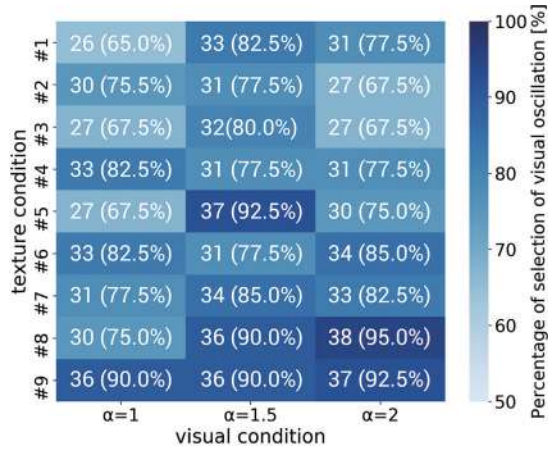 #1 26 (65.0%) 33 (82.5%) 31 (77.5%)
#2 30 (75.5%) 31 (77.5%) 27 (67.5%)
#3 27 (67.5%) 32(80.0%) 27 (67.5%)
#4 33 (82.5%) 31 (77.5%) 31 (77.5%)
#5 27 (67.5%) 37 (92.5%) 30 (75.0%)
#6 33 (82.5%) 31 (77.5%) 34 (85.0%)
#7 31 (77.5%) 34 (85.0%) 33 (82.5%)
#8 30 (75.0%) 36 (90.0%) 38 (95.0%)
#9 36 (90.0%) 36 (90.0%) 37 (92.5%)
α=1 α=1.5 α=2
visual condition
texture condition
100
90
80
70
60
50
Percentage of selection of visual oscillation [%]